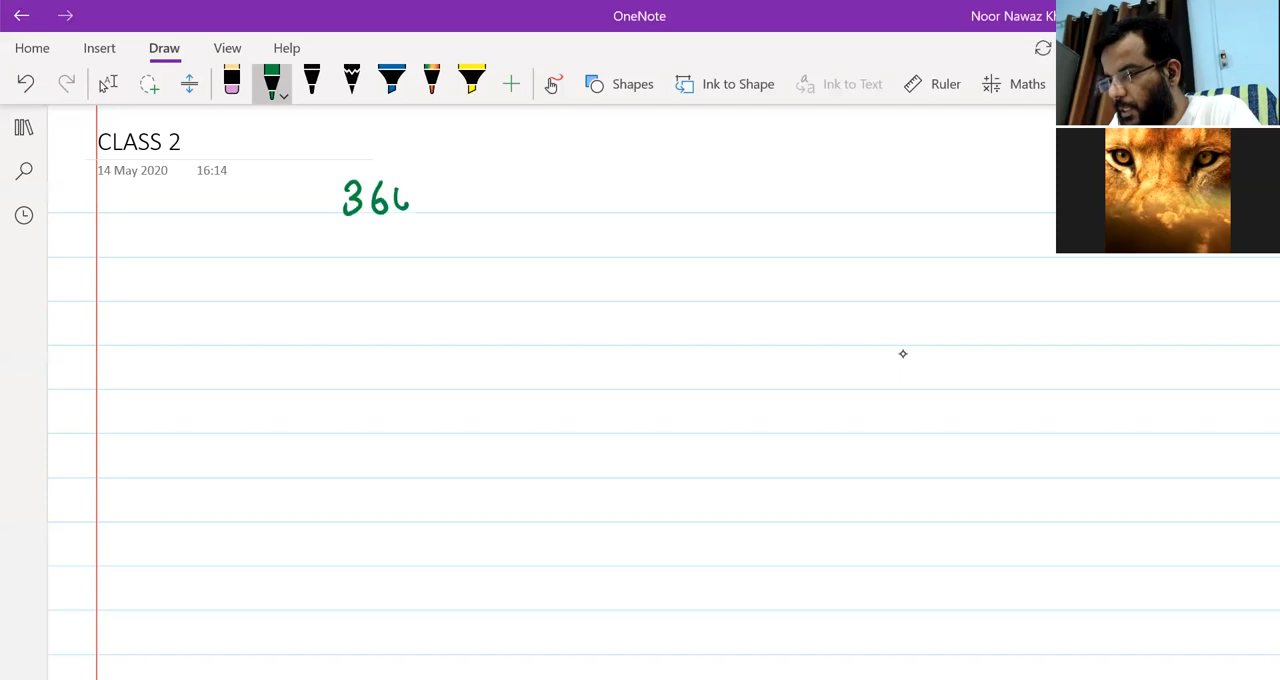 OneNote
Noor Nawaz
Home Insert Draw View Help
Shapes Ink to Shape Ink to Text Ruler Maths
CLASS 2
14 May 2020 16:14
36